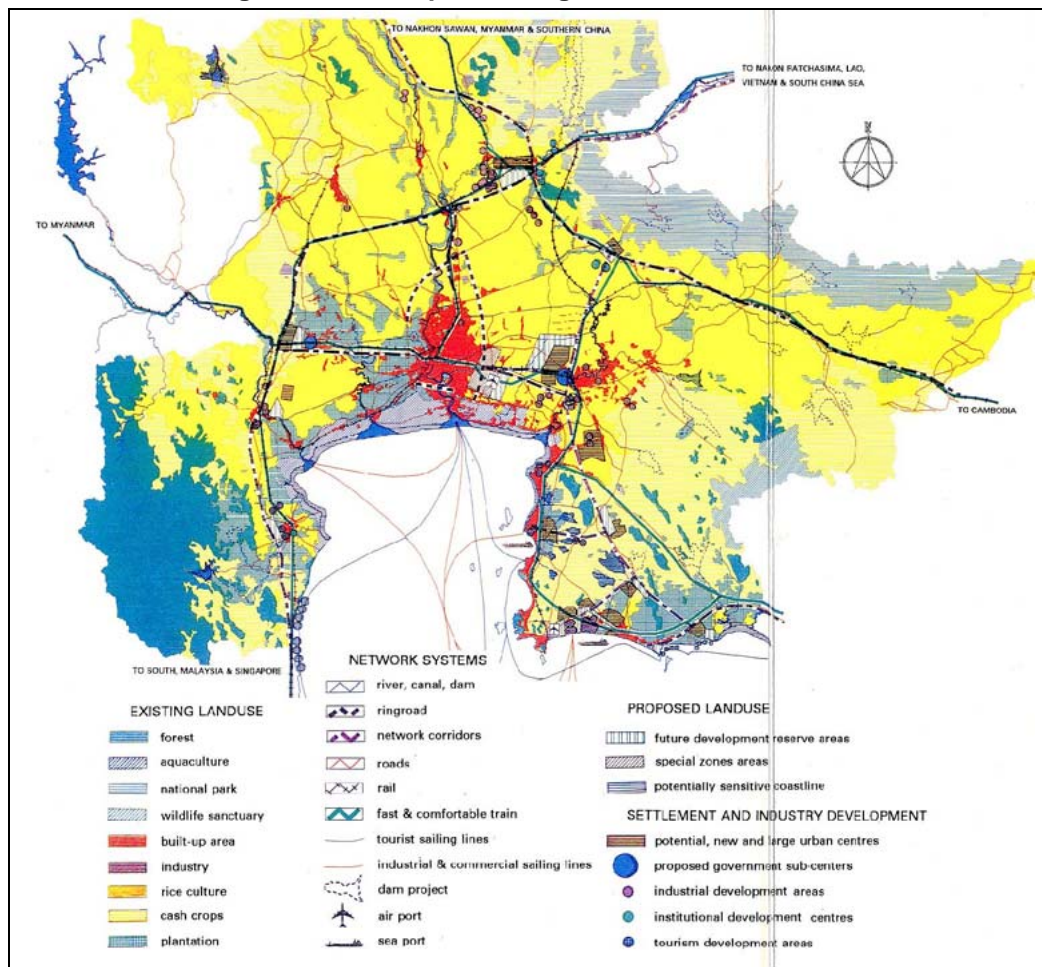 TO NAKHON SAWAN, MYANMAR & SOUTHERN CHINA
TO NAKON RATCHASIMA, LAO,
VIETNAM & SOUTH CHINA SEA
TO MYANMAR
TO CAMBODIA
TO SOUTH, MALAYSIA & SINGAPORE
EXISTING LANDUSE
forest
aquaculture
national park
wildlife sanctuary
built-up area
industry
rice culture
cash crops
plantation
NETWORK SYSTEMS
river, canal, dam
ringroad
network corridors
roads
rail
fast & comfortable train
tourist sailing lines
industrial & commercial sailing lines
dam project
air port
sea port
PROPOSED LANDUSE
future development reserve areas
special zones areas
potentially sensitive coastline
SETTLEMENT AND INDUSTRY DEVELOPMENT
potential, new and large urban centres
proposed government sub-centers
industrial development areas
institutional development centres
tourism development areas